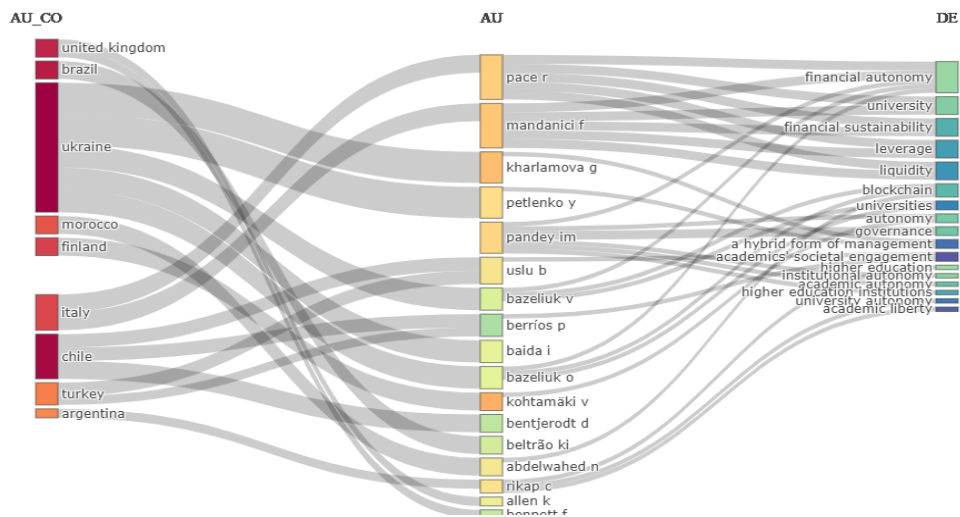 AU_CO
AU
DE
united kingdom
brazil
ukraine
morocco
finland
italy
chile
turkey
argentina
pace r
mandanici f
kharlamova g
petlenko y
pandey im
uslu b
bazeliuk v
berríos p
baida i
bazeliuk o
kohtamäki v
bentjerodt d
beltrão ki
abdelwahed n
rikap c
allen k
bennett f
financial autonomy
university
financial sustainability
leverage
liquidity
blockchain
universities
autonomy
governance
a hybrid form of management
academics' societal engagement
higher education
institutional autonomy
academic autonomy
higher education institutions
university autonomy
academic liberty